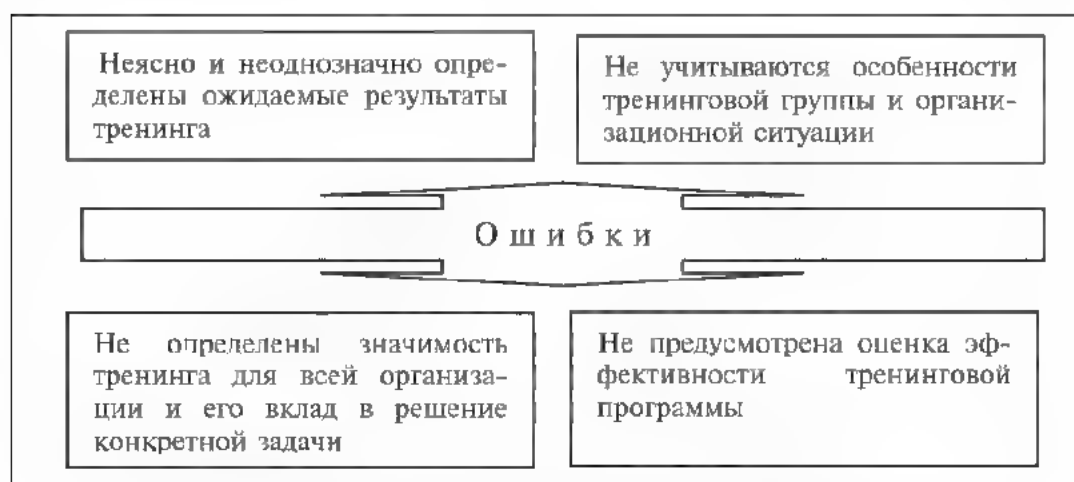 Неясно и неоднозначно опре-
делены ожидаемые результаты
тренинга
Не учитываются особенности
тренинговой группы и органи-
зационной ситуации
Ошибки
Не определены значимость
тренинга для всей организа-
ции и его вклад в решение
конкретной задачи
Не предусмотрена оценка эф-
фективности тренинговой
программы